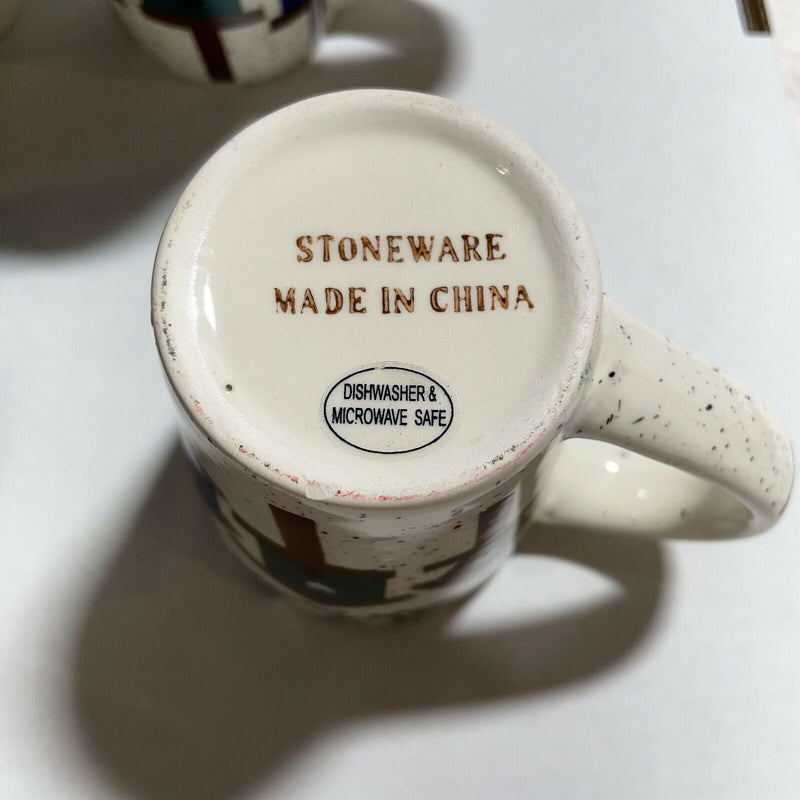 STONEWARE
MADE IN CHINA
DISHWASHER &
MICROWAVE SAFE